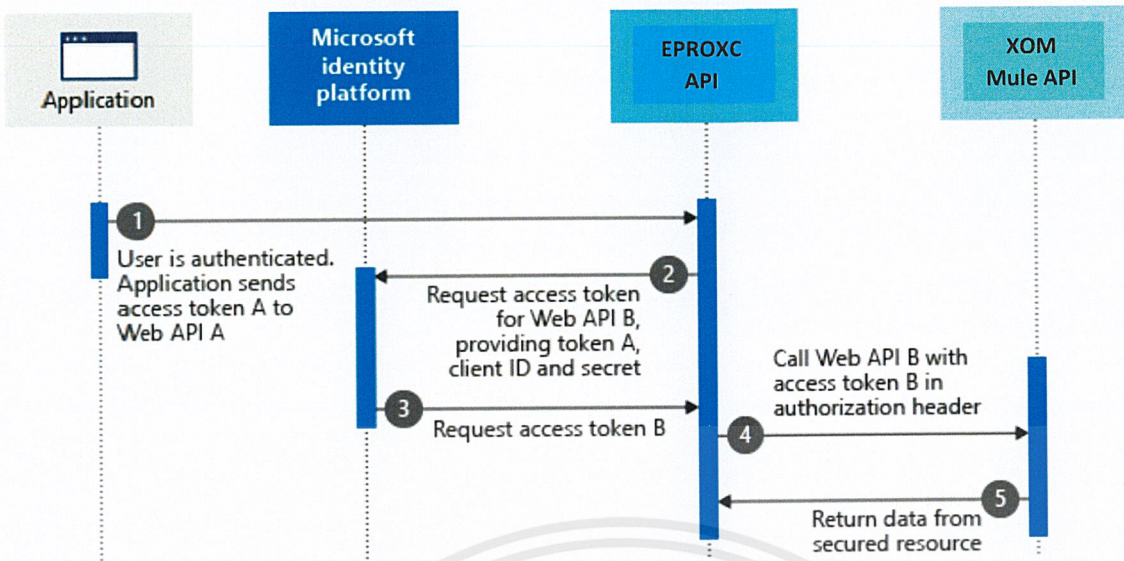 Application
Microsoft
identity
platform
EPROXC
API
XOM
Mule API
1
User is authenticated.
Application sends
access token A to
Web API A
2
Request access token
for Web API B,
providing token A,
client ID and secret
3
Request access token B
Call Web API B with
access token B in
authorization header
4
5
Return data from
secured resource